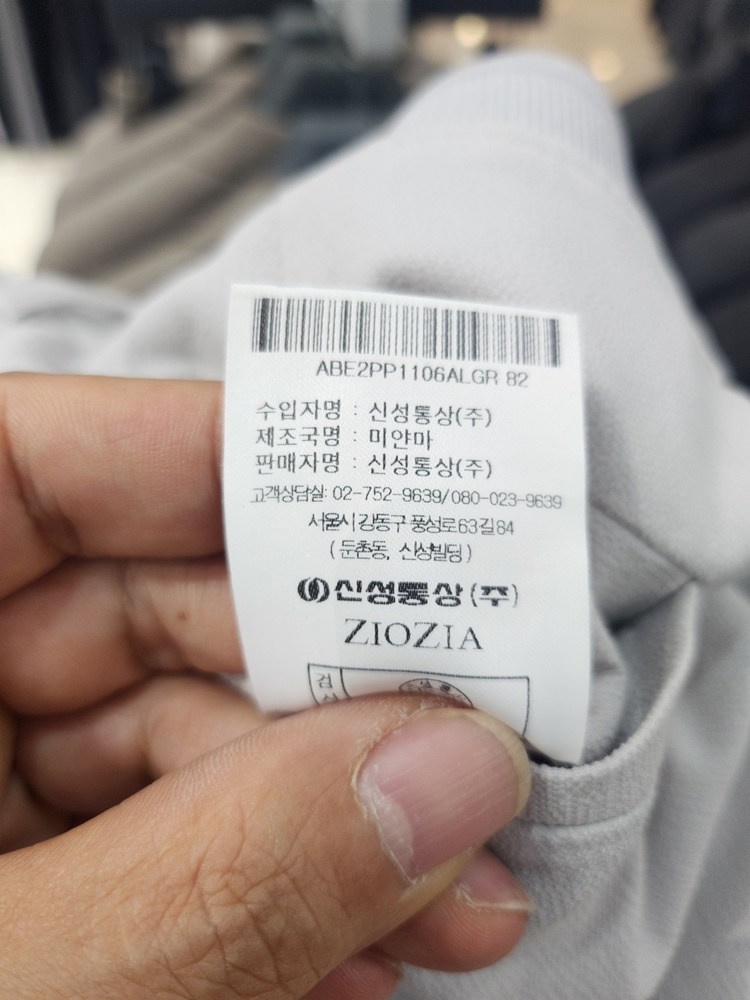 ABE2PP1106ALGR 82
수입자명 : 신성통상(주)
제조국명 : 미얀마
판매자명 : 신성통상(주)
고객상담실: 02-752-9639/080-023-9639
서울시 강동구 풍성로63길84
(둔촌동, 신성빌딩)
신성통상(주)
ZIOZIA
검